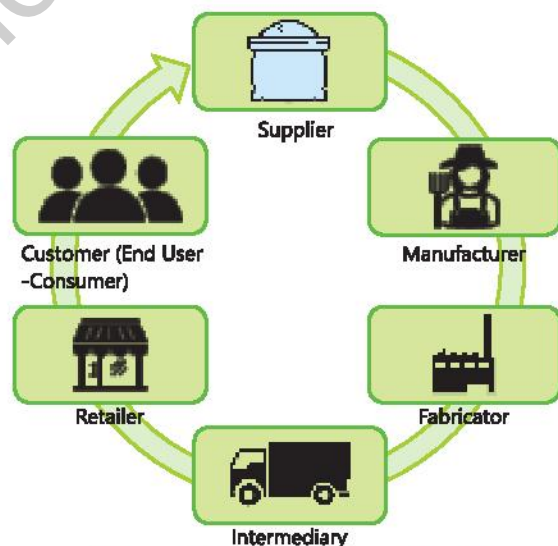 Supplier
Manufacturer
Fabricator
Intermediary
Retailer
Customer (End User
-Consumer)